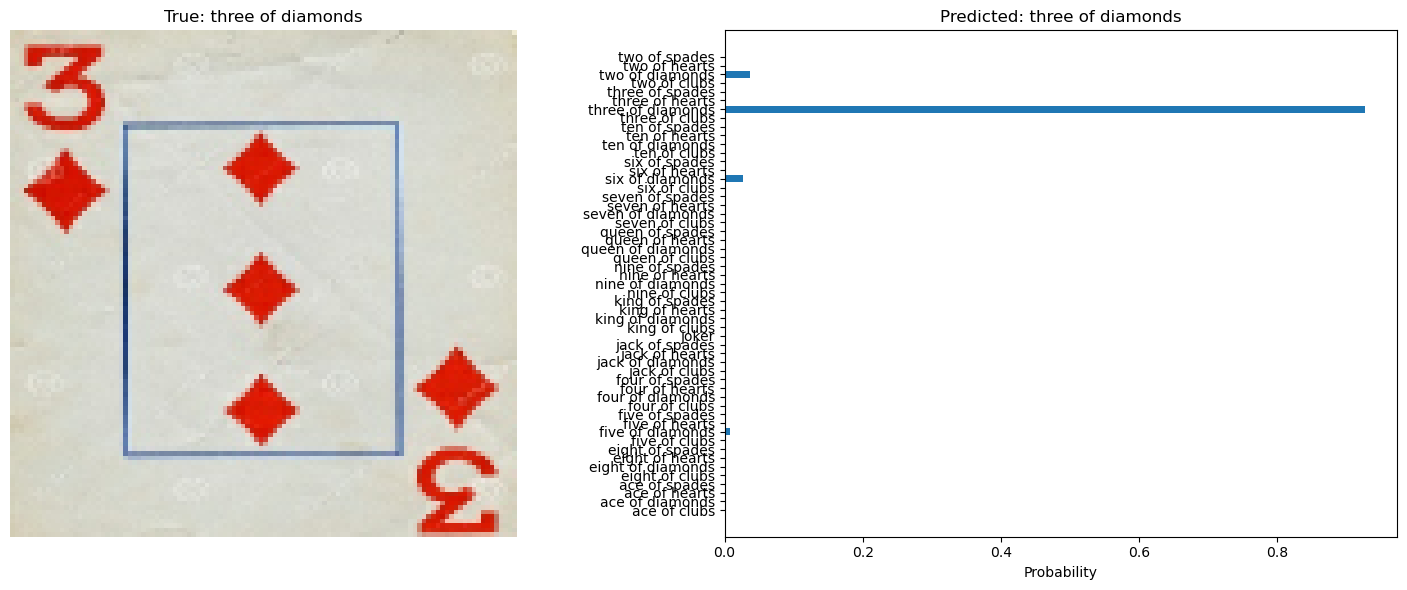 True: three of diamonds
3
3
Predicted: three of diamonds
two of spades
two of hearts
two of diamonds
two of clubs
three of spades
three of hearts
three of diamonds
three of clubs
ten of spades
ten of hearts
ten of diamonds
ten of clubs
six of spades
six of hearts
six of diamonds
six of clubs
seven of spades
seven of hearts
seven of diamonds
seven of clubs
queen of spades
queen of hearts
queen of diamonds
queen of clubs
nine of spades
nine of hearts
nine of diamonds
nine of clubs
king of spades
king of hearts
king of diamonds
king of clubs
joker
jack of spades
jack of hearts
jack of diamonds
jack of clubs
four of spades
four of hearts
four of diamonds
four of clubs
five of spades
five of hearts
five of diamonds
five of clubs
eight of spades
eight of hearts
eight of diamonds
eight of clubs
ace of spades
ace of hearts
ace of diamonds
ace of clubs
0.0 0.2 0.4 0.6 0.8
Probability